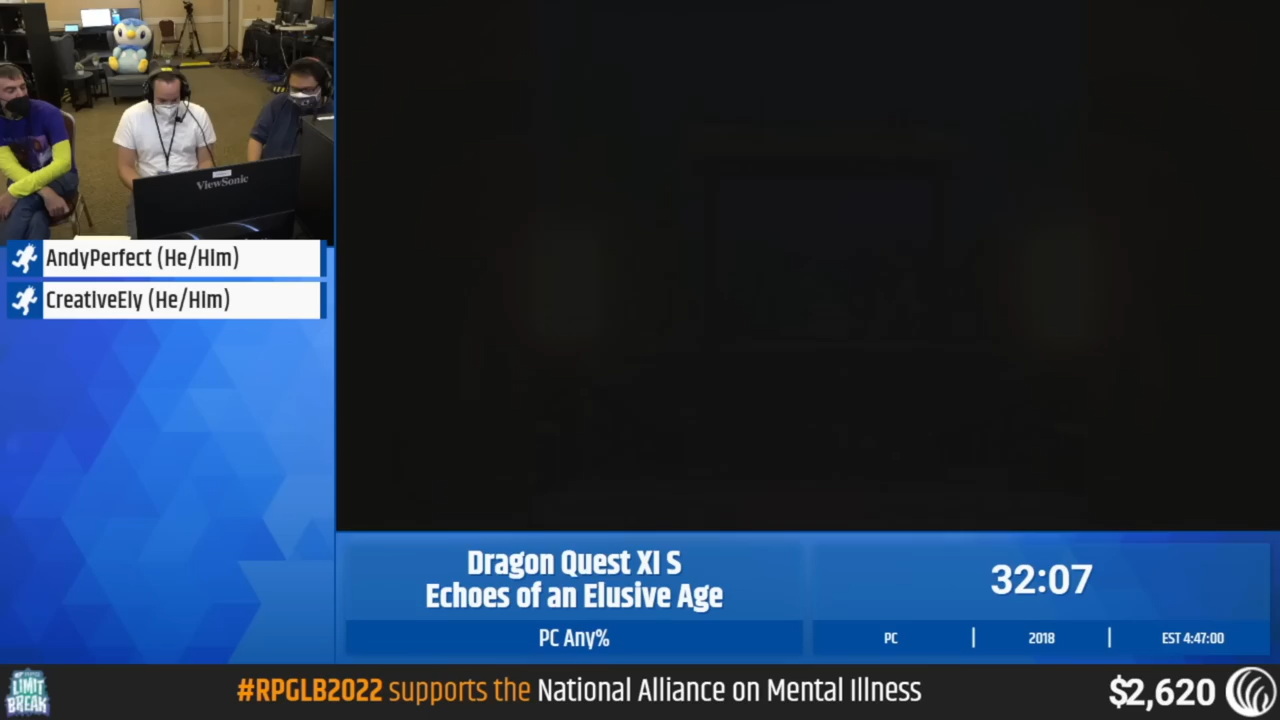 ViewSonic
AndyPerfect (He/Him)
CreativeEly (He/Him)
Dragon Quest XI S
Echoes of an Elusive Age
32:07
PC Any%
PC
2018
EST 4:47:00
LIMIT
BREAK
#RPGLB2022 supports the National Alliance on Mental Illness
$2,620